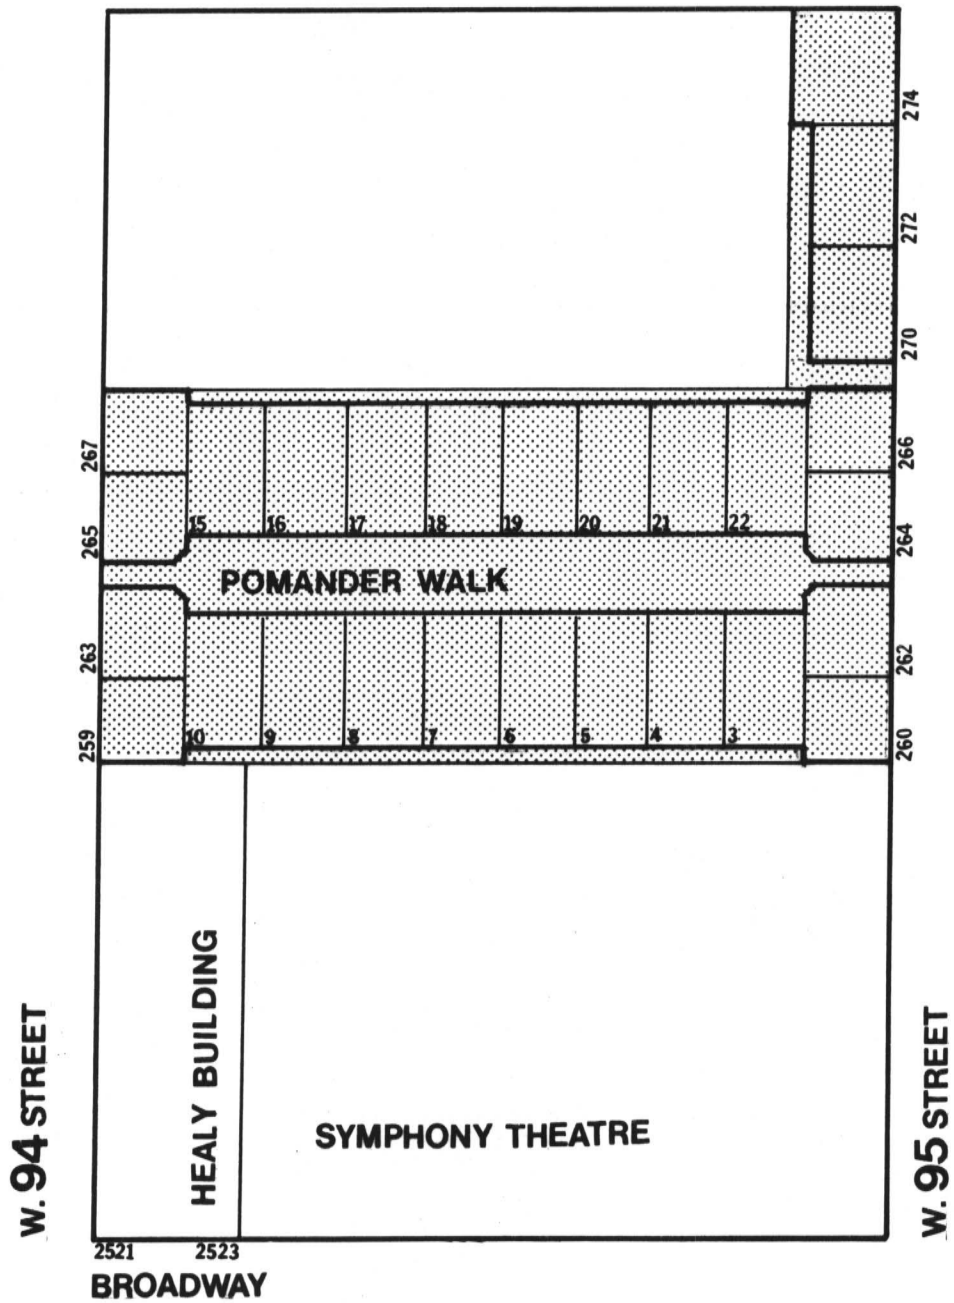 274
272
270
267
266
265
264
15 16 17 18 19 20 21 22
POMANDER WALK
263
262
259
260
10 9 8 7 6 5 4 3
HEALY BUILDING
SYMPHONY THEATRE
W. 94 STREET
W. 95 STREET
2521 2523
BROADWAY